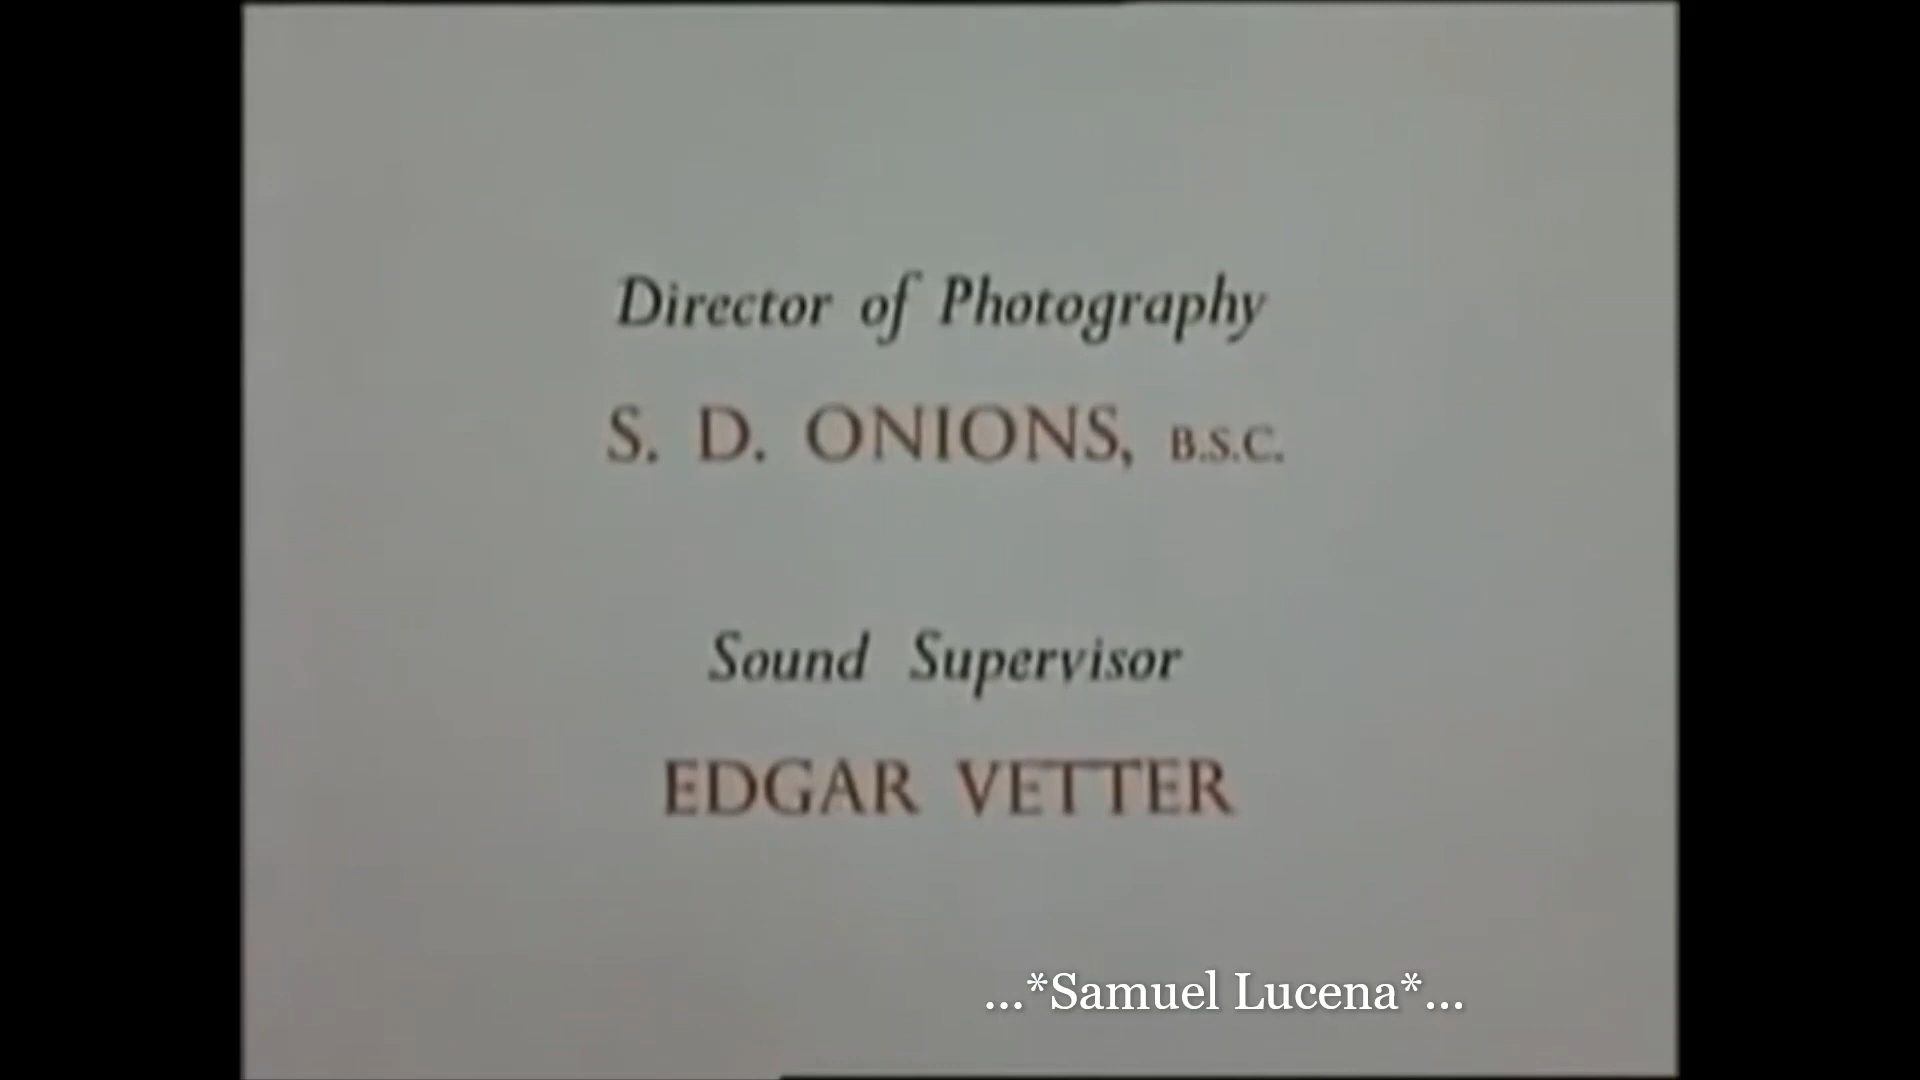 Director of Photography
S. D. ONIONS, B.S.C.
Sound Supervisor
EDGAR VETTER
...*Samuel Lucena*...